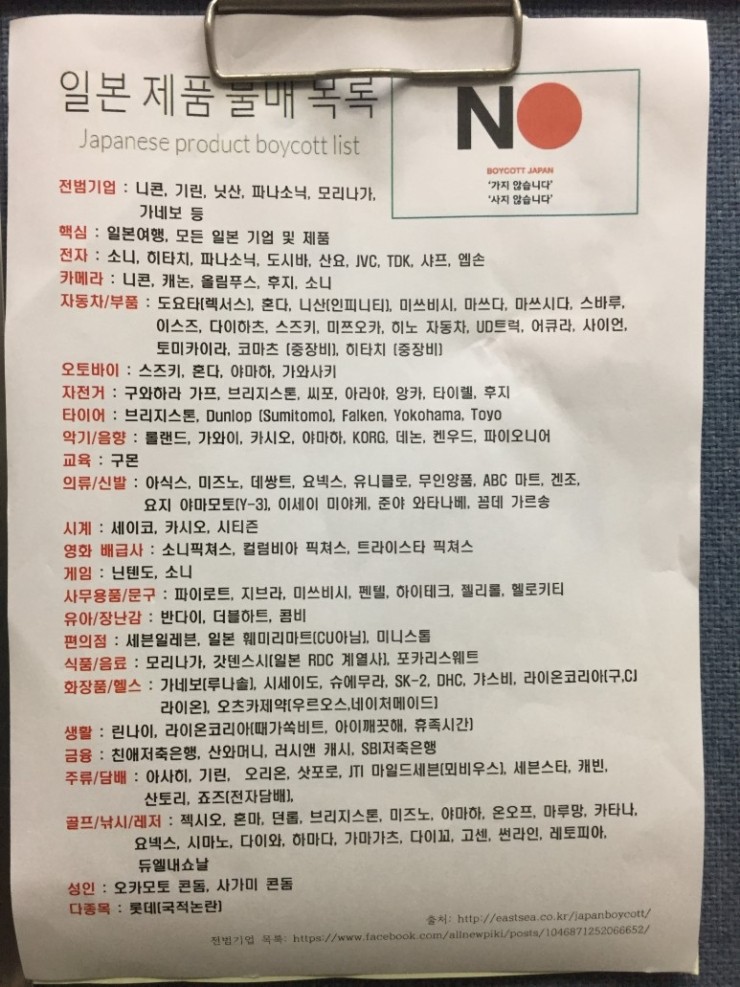 일본 제품 불매 목록
Japanese product boycott list
NO
BOYCOTT JAPAN
'가지 않습니다'
'사지 않습니다'
전범기업 : 니콘, 기린, 닛산, 파나소닉, 모리나가,
가네보 등
핵심 : 일본여행, 모든 일본 기업 및 제품
전자 : 소니, 히타치, 파나소닉, 도시바, 산요, JVC, TDK, 샤프, 엡손
카메라 : 니콘, 캐논, 올림푸스, 후지, 소니
자동차/부품 : 도요타(렉서스), 혼다, 니산(인피니티), 미쓰비시, 마쓰다, 마쓰시다, 스바루,
이스즈, 다이하츠, 스즈키, 미쯔오카, 히노 자동차, UD트럭, 어큐라, 사이언,
토미카이라, 코마츠 (중장비), 히타치 (중장비)
오토바이 : 스즈키, 혼다, 야마하, 가와사키
자전거 : 구와하라 가프, 브리지스톤, 씨포, 아라야, 앙카, 타이렐, 후지
타이어 : 브리지스톤, Dunlop (Sumitomo), Falken, Yokohama, Toyo
악기/음향 : 롤랜드, 가와이, 카시오, 야마하, KORG, 데논, 켄우드, 파이오니어
교육 : 구몬
의류/신발 : 아식스, 미즈노, 데쌍트, 요넥스, 유니클로, 무인양품, ABC 마트, 겐조,
요지 야마모토(Y-3), 이세이 미야케, 준야 와타나베, 꼼데 가르송
시계 : 세이코, 카시오, 시티즌
영화 배급사 : 소니픽쳐스, 컬럼비아 픽쳐스, 트라이스타 픽쳐스
게임 : 닌텐도, 소니
사무용품/문구 : 파이로트, 지브라, 미쓰비시, 펜텔, 하이테크, 젤리롤, 헬로키티
유아/장난감 : 반다이, 더블하트, 콤비
편의점 : 세븐일레븐, 일본 훼미리마트(CU아님), 미니스톱
식품/음료 : 모리나가, 갓덴스시(일본 RDC 계열사), 포카리스웨트
화장품/헬스 : 가네보(루나솔), 시세이도, 슈에무라, SK-2, DHC, 갸스비, 라이온코리아(구,CJ
라이온), 오츠카제약(우르오스,네이처메이드)
생활 : 린나이, 라이온코리아(때가쏙비트, 아이깨끗해, 휴족시간)
금융 : 친애저축은행, 산와머니, 러시앤 캐시, SBI저축은행
주류/담배 : 아사히, 기린, 오리온, 삿포로, JTI 마일드세븐(뫼비우스), 세븐스타, 캐빈,
산토리, 죠즈(전자담배),
골프/낚시/레저 : 젝시오, 혼마, 던롭, 브리지스톤, 미즈노, 야마하, 온오프, 마루망, 카타나,
요넥스, 시마노, 다이와, 하마다, 가마가츠, 다이꼬, 고센, 썬라인, 레토피아,
듀엘내쇼날
성인 : 오카모토 콘돔, 사가미 콘돔
다종목 : 롯데(국적논란)
출처: http://eastsea.co.kr/japanboycott/
전범기업 목록: https://www.facebook.com/allnewpiki/posts/1046871252066652/